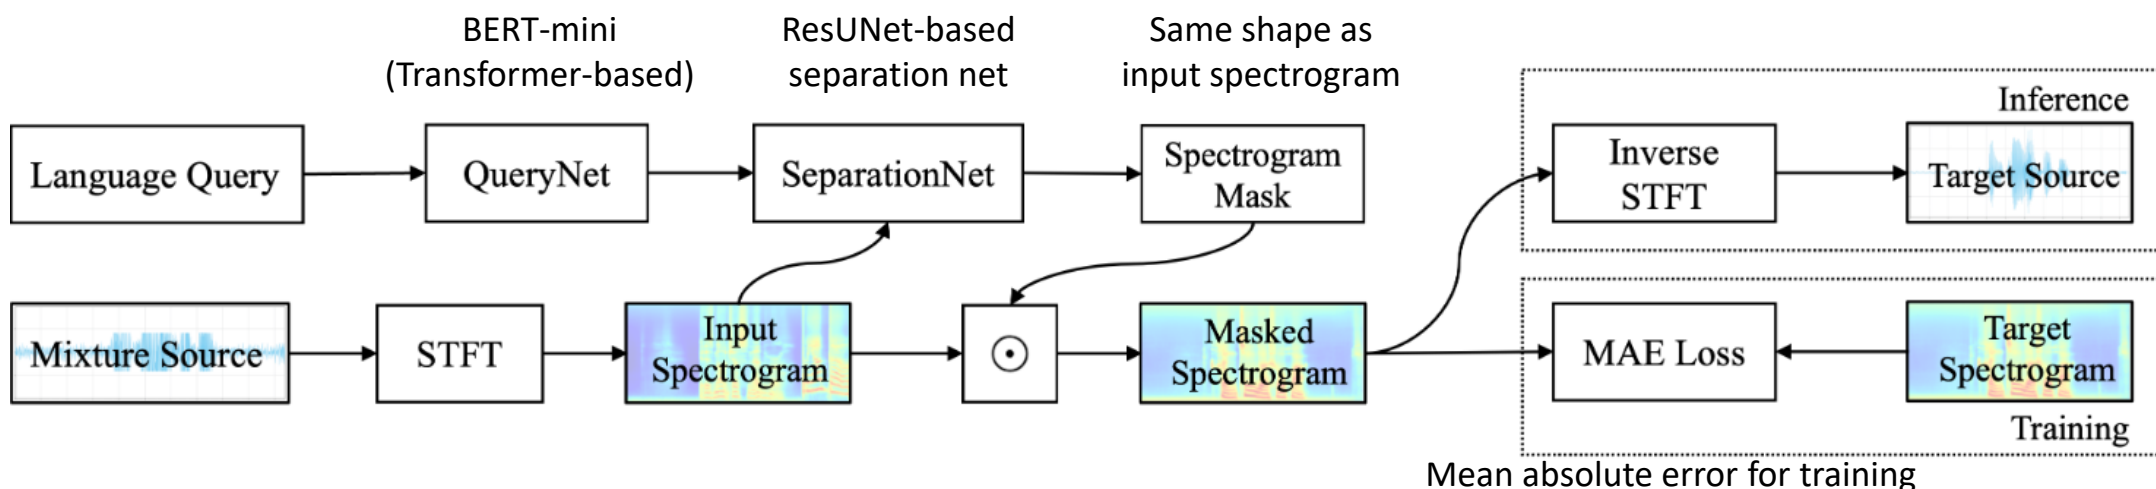 BERT-mini
(Transformer-based)
ResUNet-based
separation net
Same shape as
input spectrogram
Inference
Language Query
QueryNet
SeparationNet
Spectrogram
Mask
Inverse
STFT
Target Source
Mixture Source
STFT
Input
Spectrogram
⊙
Masked
Spectrogram
MAE Loss
Target
Spectrogram
Training
Mean absolute error for training